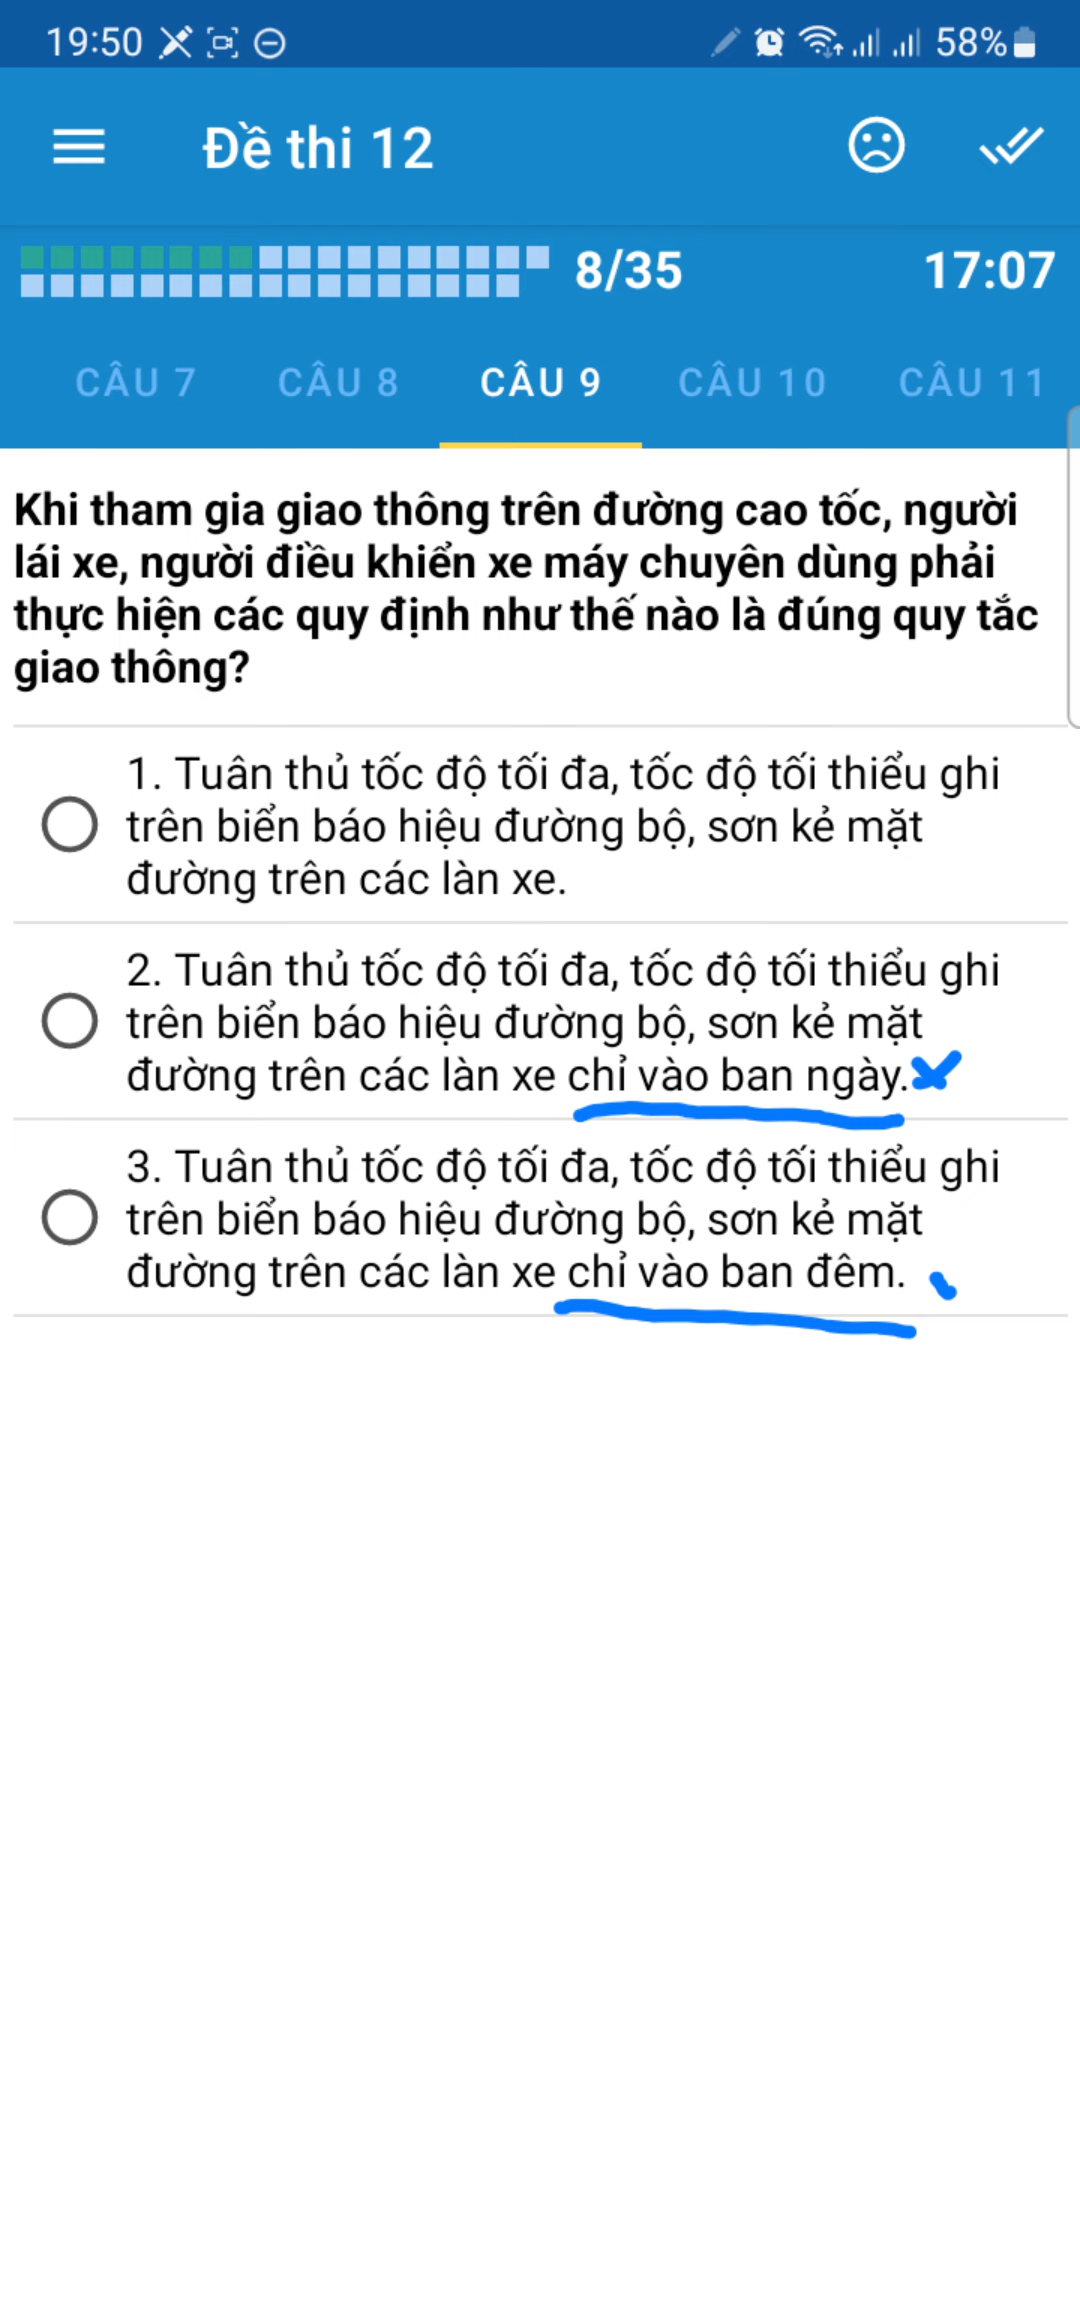 19:50 58%
Đề thi 12
8/35 17:07
CÂU 7 CÂU 8 CÂU 9 CÂU 10 CÂU 11
Khi tham gia giao thông trên đường cao tốc, người
lái xe, người điều khiển xe máy chuyên dùng phải
thực hiện các quy định như thế nào là đúng quy tắc
giao thông?
1. Tuân thủ tốc độ tối đa, tốc độ tối thiểu ghi
trên biển báo hiệu đường bộ, sơn kẻ mặt
đường trên các làn xe.
2. Tuân thủ tốc độ tối đa, tốc độ tối thiểu ghi
trên biển báo hiệu đường bộ, sơn kẻ mặt
đường trên các làn xe chỉ vào ban ngày.
3. Tuân thủ tốc độ tối đa, tốc độ tối thiểu ghi
trên biển báo hiệu đường bộ, sơn kẻ mặt
đường trên các làn xe chỉ vào ban đêm.